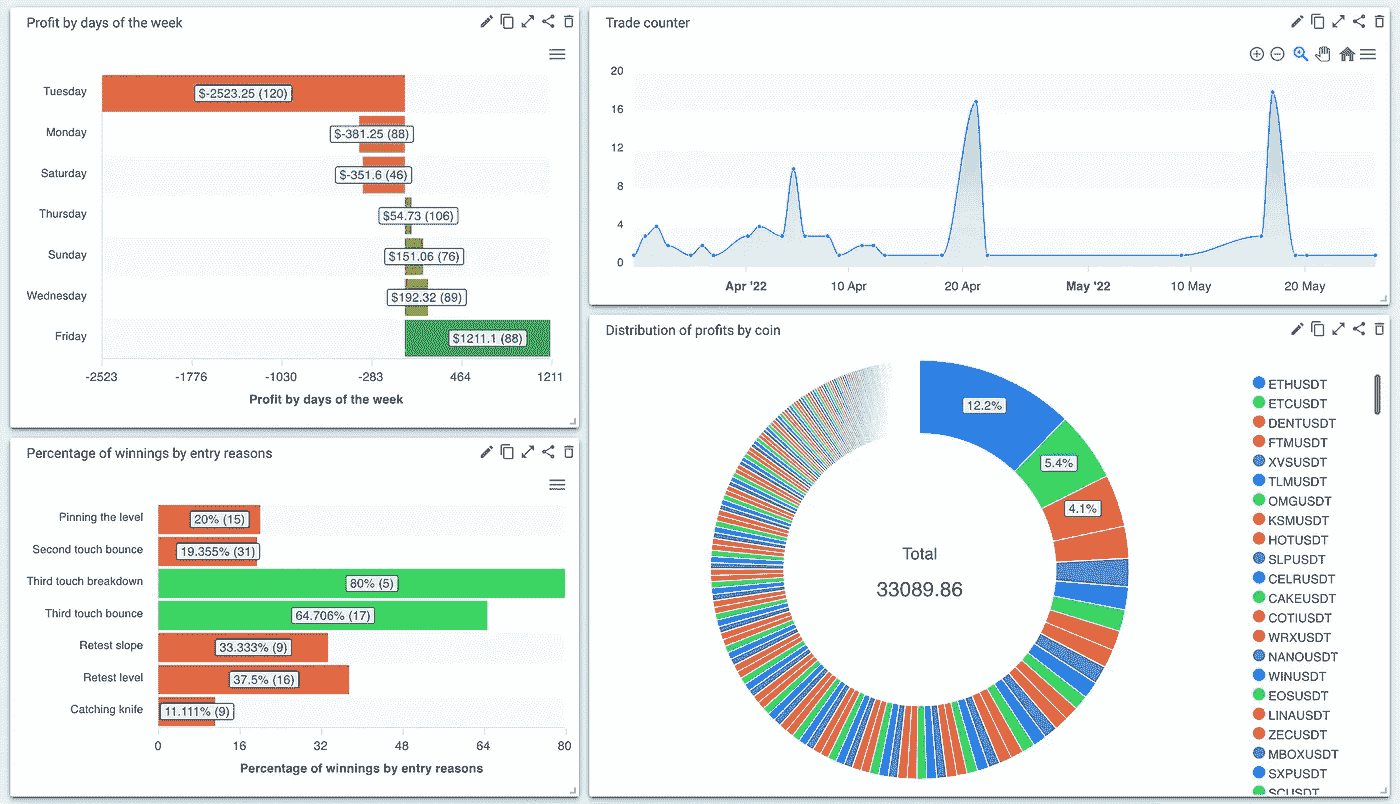 Profit by days of the week
Tuesday
$-2523.25 (120)
Monday
$-381.25 (88)
Saturday
$-351.6 (46)
Thursday
$54.73 (106)
Sunday
$151.06 (76)
Wednesday
$192.32 (89)
Friday
$1211.1 (88)
-2523 -1776 -1030 -283 464 1211
Profit by days of the week
Percentage of winnings by entry reasons
Pinning the level
20% (15)
Second touch bounce
19.355% (31)
Third touch breakdown
80% (5)
Third touch bounce
64.706% (17)
Retest slope
33.333% (9)
Retest level
37.5% (16)
Catching knife
11.111% (9)
0 16 32 48 64 80
Percentage of winnings by entry reasons
Trade counter
20
16
12
8
4
0
Apr '22 10 Apr 20 Apr May '22 10 May 20 May
Distribution of profits by coin
12.2%
5.4%
4.1%
Total
33089.86
ETHUSDT
ETCUSDT
DENTUSDT
FTMUSDT
XVSUSDT
TLMUSDT
OMGUSDT
KSMUSDT
HOTUSDT
SLPUSDT
CELRUSDT
CAKEUSDT
COTIUSDT
WRXUSDT
NANOUSDT
WINUSDT
EOSUSDT
LINAUSDT
ZECUSDT
MBOXUSDT
SXPUSDT